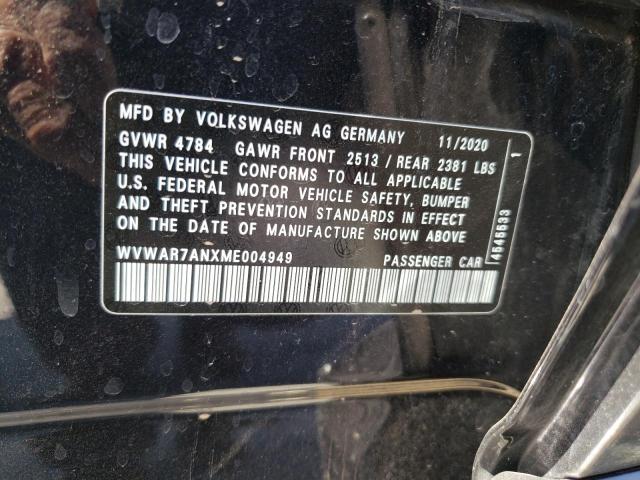 MFD BY VOLKSWAGEN AG GERMANY 11/2020
GVWR 4784 GAWR FRONT 2513 / REAR 2381 LBS
THIS VEHICLE CONFORMS TO ALL APPLICABLE
U.S. FEDERAL MOTOR VEHICLE SAFETY, BUMPER
AND THEFT PREVENTION STANDARDS IN EFFECT
ON THE DATE OF MANUFACTURE SHOWN ABOVE
WVWAR7ANXME004949 PASSENGER CAR
4545533 1